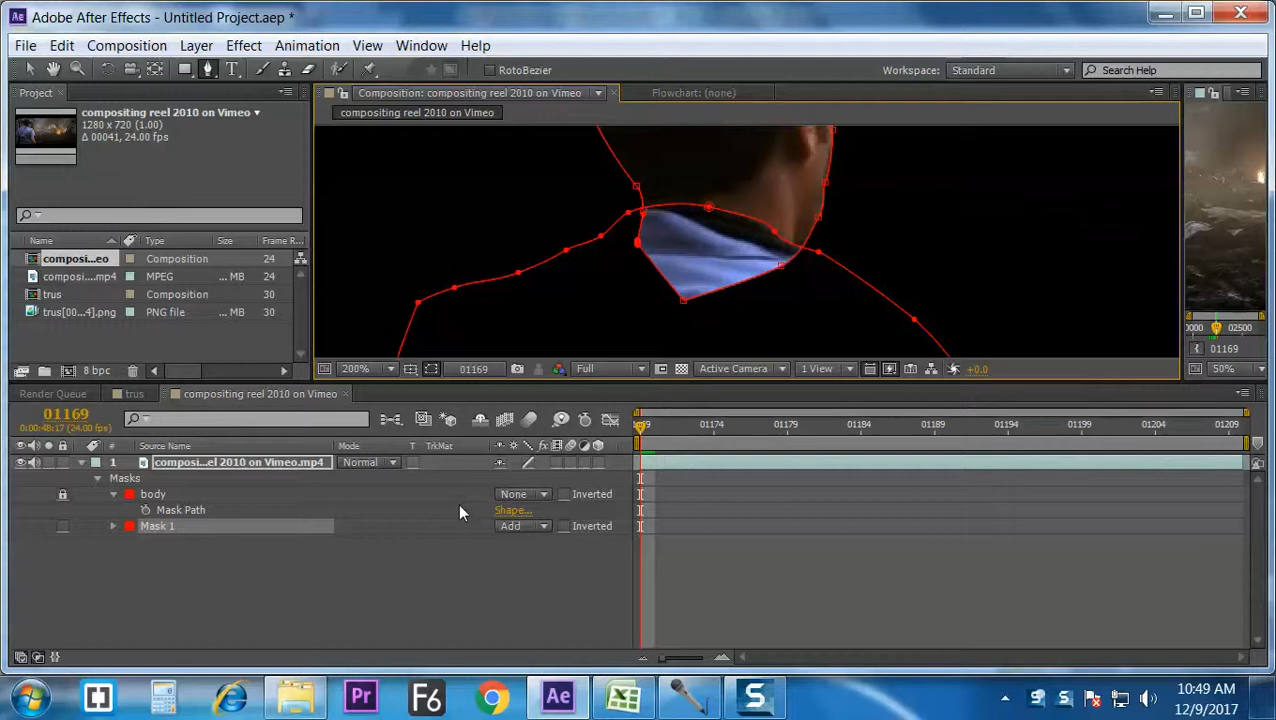 Adobe After Effects - Untitled Project.aep *
File Edit Composition Layer Effect Animation View Window Help
RotoBezier
Workspace: Standard
Search Help
Project
Composition: compositing reel 2010 on Vimeo
Flowchart: (none)
compositing reel 2010 on Vimeo
1280 x 720 (1.00)
Δ 00041, 24.00 fps
compositing reel 2010 on Vimeo
Name Type Size Frame R...
composi...eo Composition 24
composi....mp4 MPEG ... MB 24
trus Composition 30
trus[00...4].png PNG file ... MB 30
0000 02500
01169
8 bpc
200%
01169
Full
Active Camera
1 View
+0.0
50%
Render Queue
trus
compositing reel 2010 on Vimeo
01169
0:00:48:17 (24.00 fps)
01174 01179 01184 01189 01194 01199 01204 01209
# Source Name Mode T TrkMat
1 composi...el 2010 on Vimeo.mp4 Normal
Masks
body None Inverted
Mask Path Shape...
Mask 1 Add Inverted
Pr F6 Ae S
10:49 AM
12/9/2017